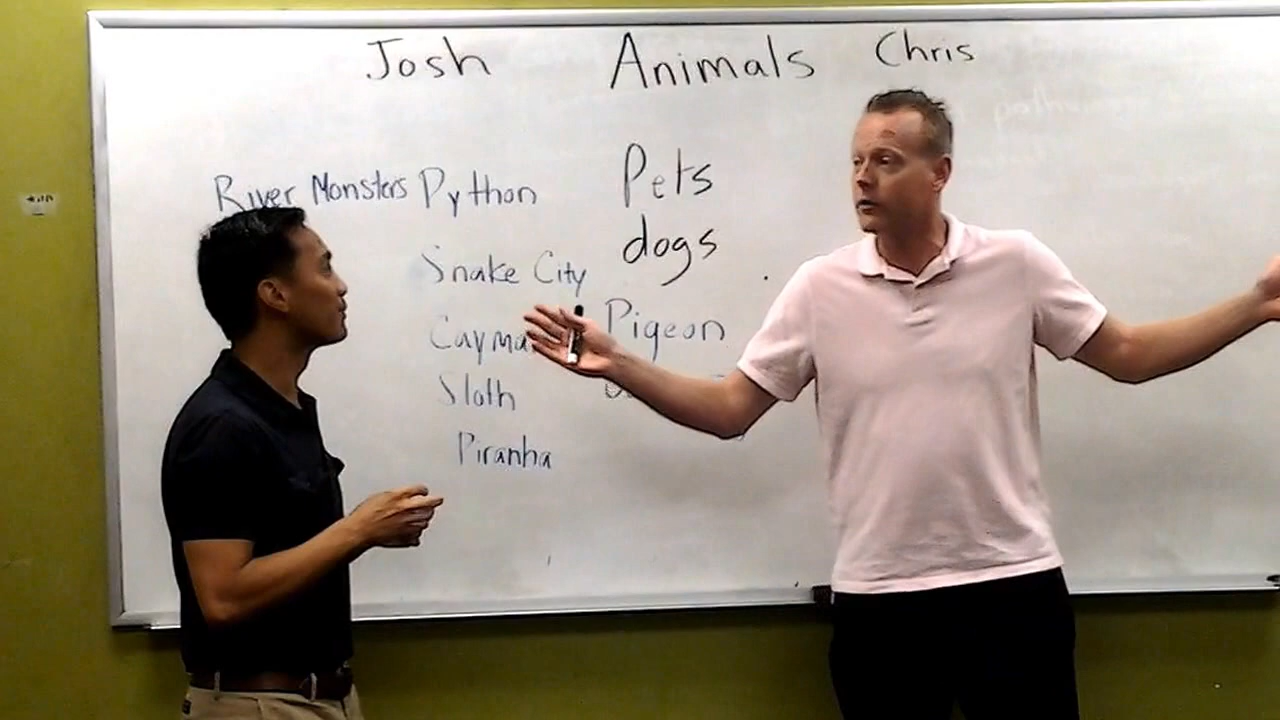 Josh Animals Chris
River Monsters Python Pets
Snake City dogs
Pigeon
Sloth
Piranha